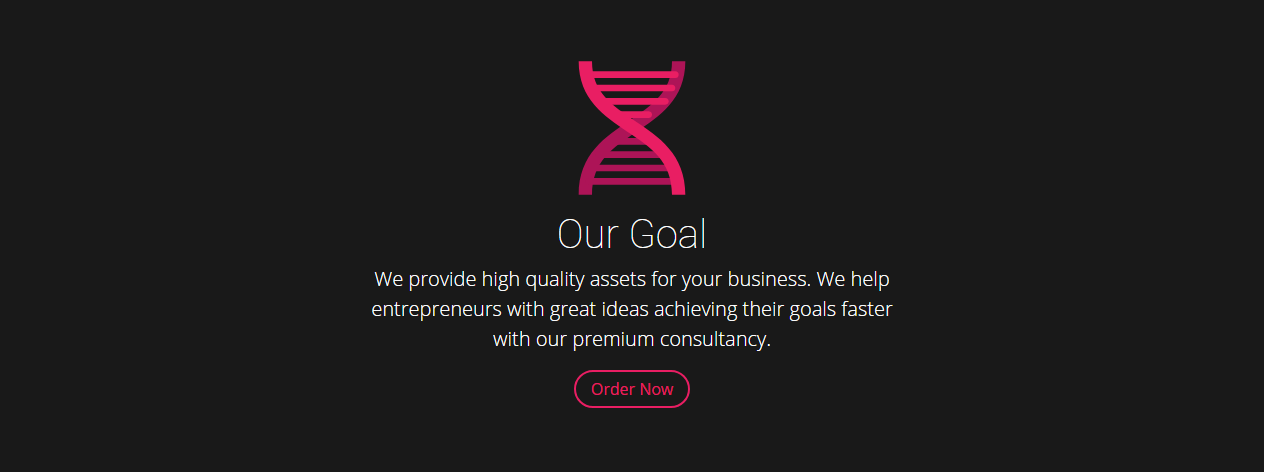 Our Goal
We provide high quality assets for your business. We help
entrepreneurs with great ideas achieving their goals faster
with our premium consultancy.
Order Now